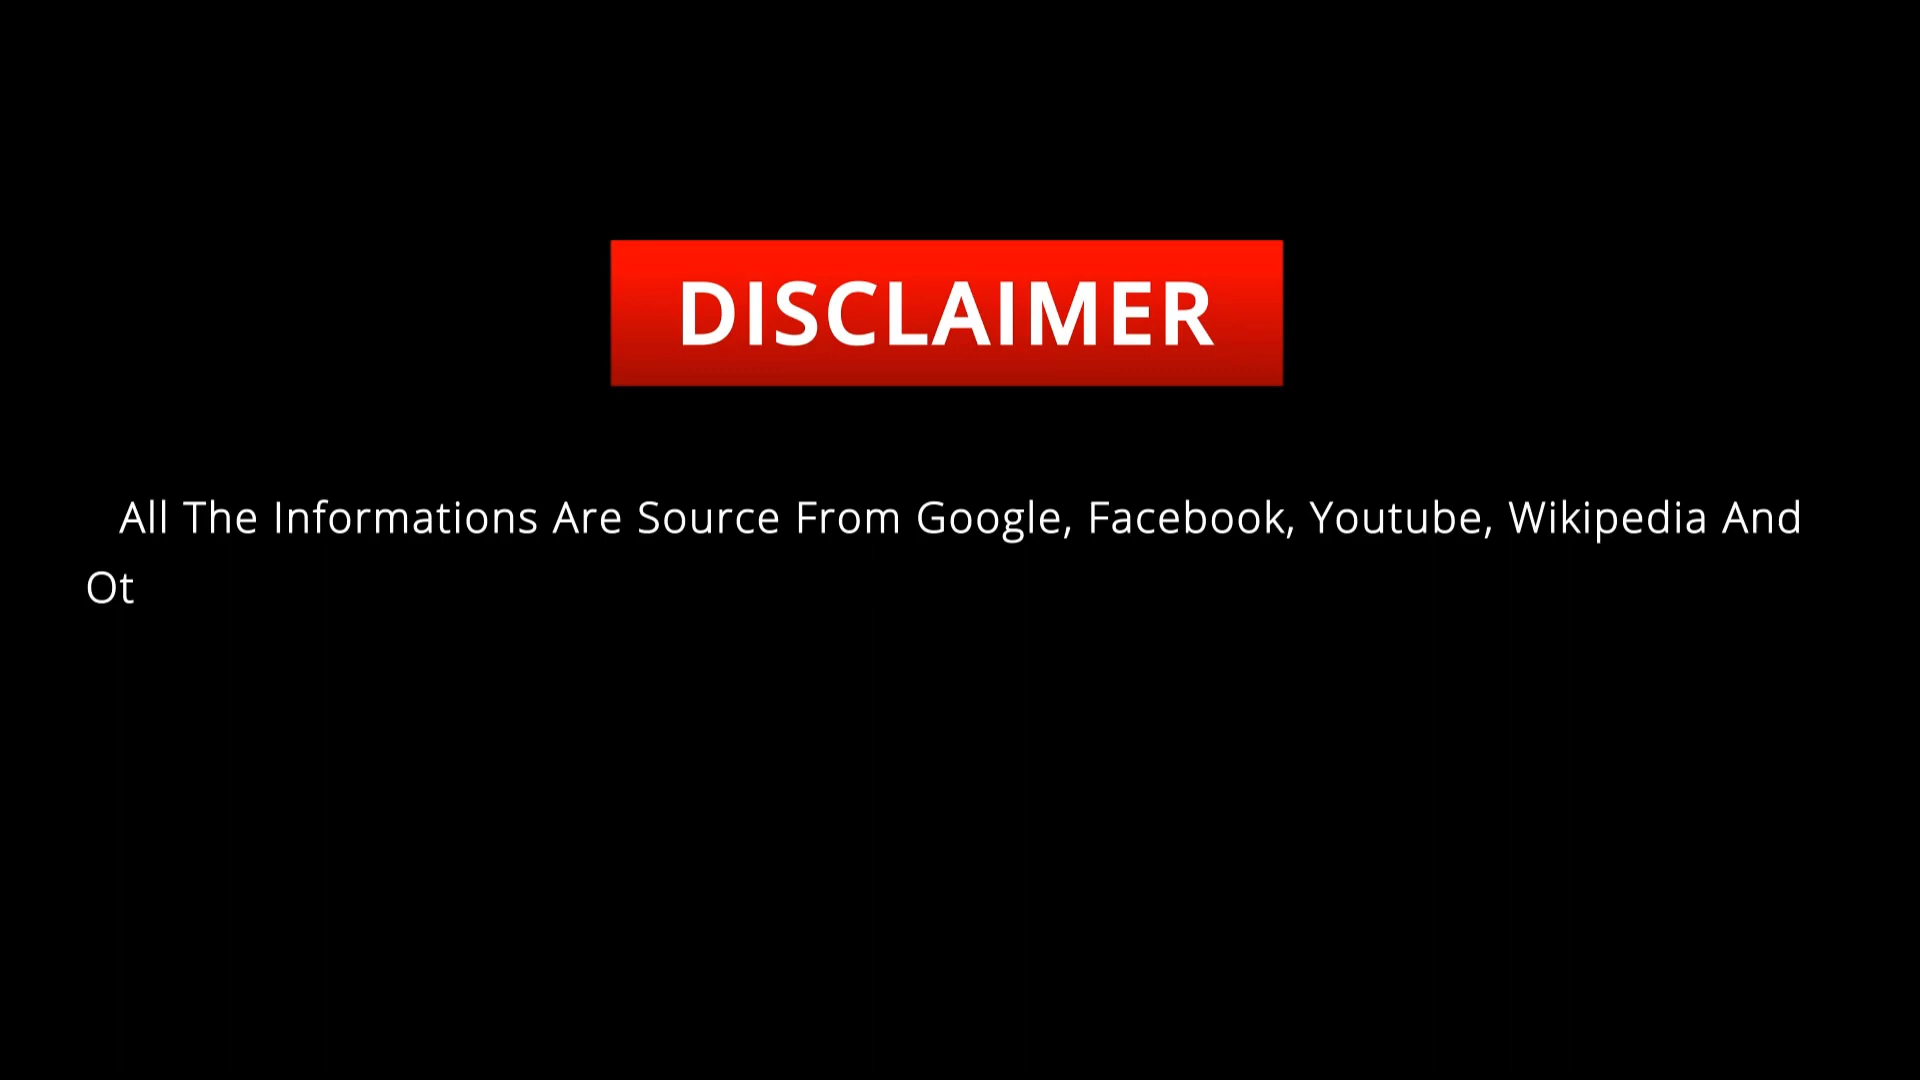 DISCLAIMER
All The Informations Are Source From Google, Facebook, Youtube, Wikipedia And
Ot